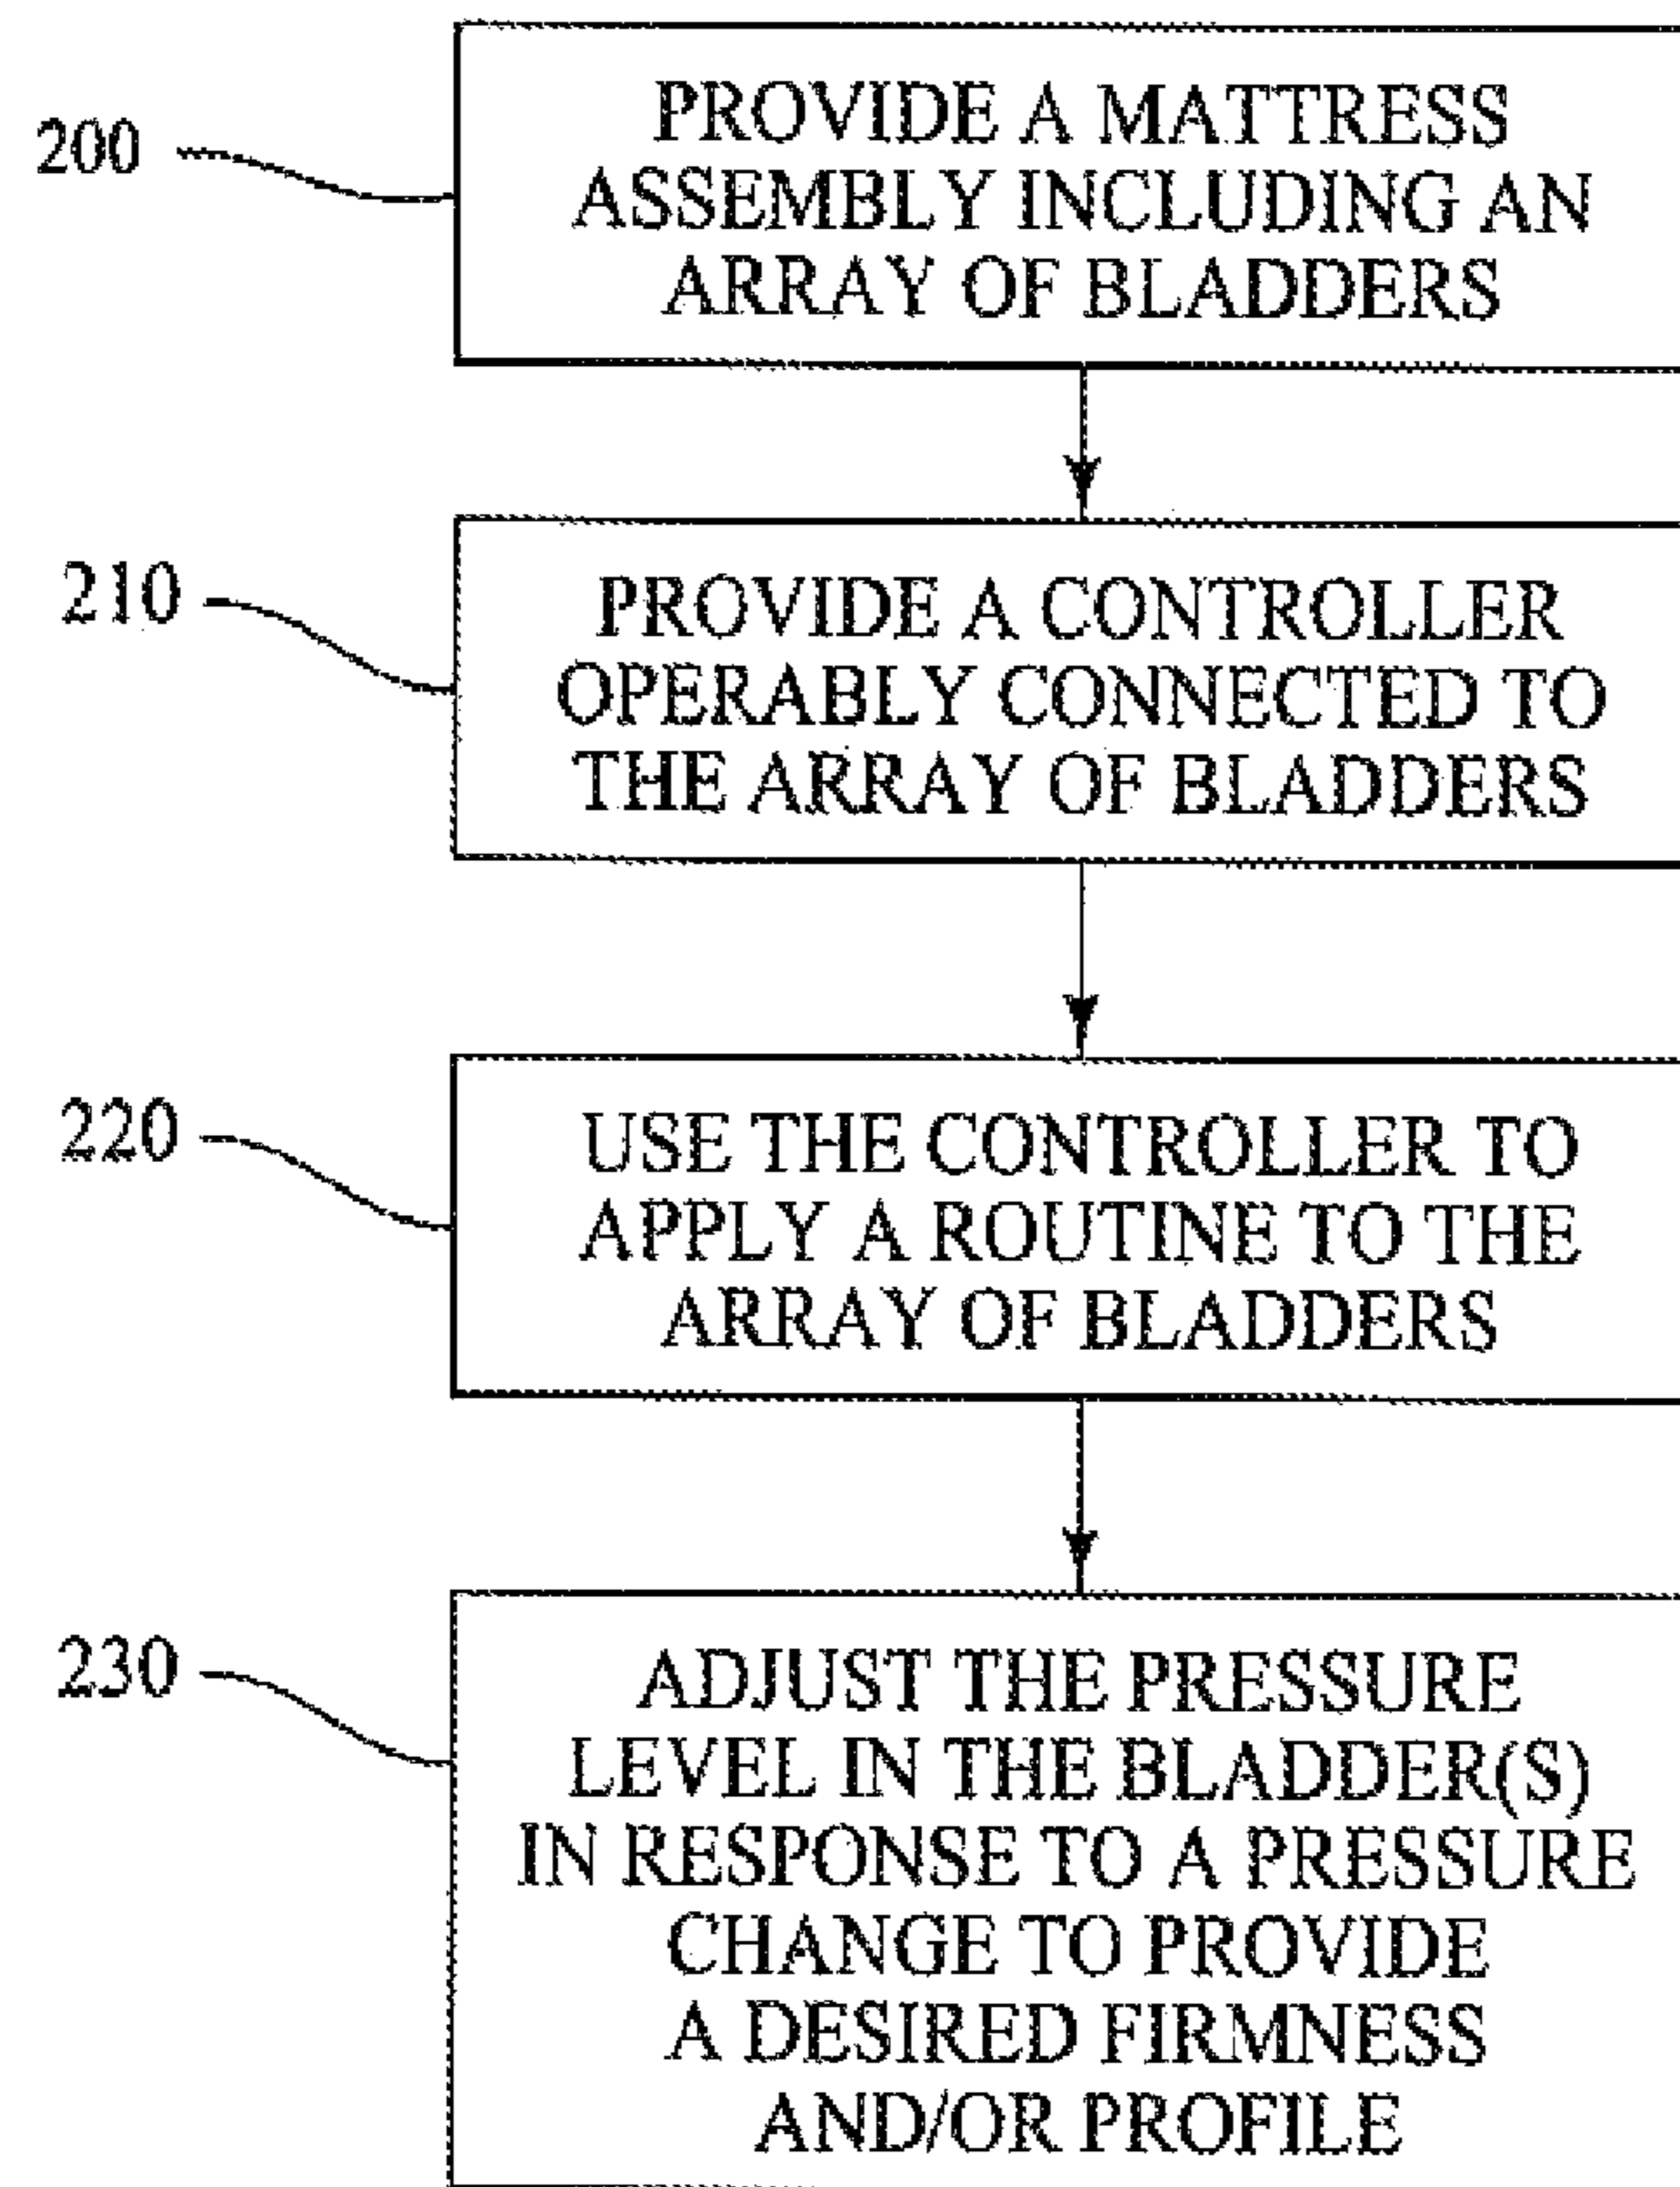 200
PROVIDE A MATTRESS
ASSEMBLY INCLUDING AN
ARRAY OF BLADDERS
210
PROVIDE A CONTROLLER
OPERABLY CONNECTED TO
THE ARRAY OF BLADDERS
220
USE THE CONTROLLER TO
APPLY A ROUTINE TO THE
ARRAY OF BLADDERS
230
ADJUST THE PRESSURE
LEVEL IN THE BLADDER(S)
IN RESPONSE TO A PRESSURE
CHANGE TO PROVIDE
A DESIRED FIRMNESS
AND/OR PROFILE